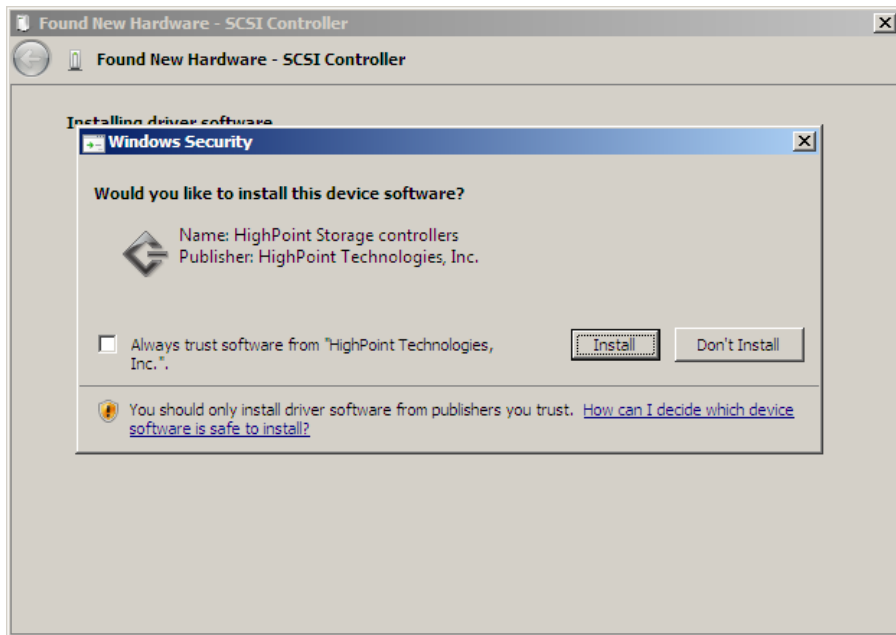 Found New Hardware - SCSI Controller
Found New Hardware - SCSI Controller
Installing driver software
Windows Security
Would you like to install this device software?
Name: HighPoint Storage controllers
Publisher: HighPoint Technologies, Inc.
Always trust software from "HighPoint Technologies,
Inc.".
Install
Don't Install
You should only install driver software from publishers you trust. How can I decide which device
software is safe to install?